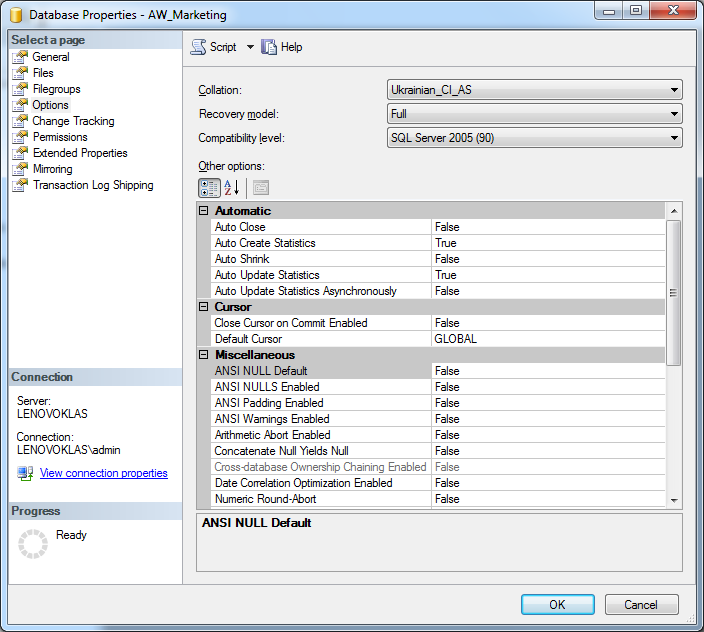 Database Properties - AW_Marketing
Select a page
General
Files
Filegroups
Options
Change Tracking
Permissions
Extended Properties
Mirroring
Transaction Log Shipping
Connection
Server:
LENOVOKLAS
Connection:
LENOVOKLAS\admin
View connection properties
Progress
Ready
Script Help
Collation: Ukrainian_CI_AS
Recovery model: Full
Compatibility level: SQL Server 2005 (90)
Other options:
A Z
Automatic
Auto Close False
Auto Create Statistics True
Auto Shrink False
Auto Update Statistics True
Auto Update Statistics Asynchronously False
Cursor
Close Cursor on Commit Enabled False
Default Cursor GLOBAL
Miscellaneous
ANSI NULL Default False
ANSI NULLS Enabled False
ANSI Padding Enabled False
ANSI Warnings Enabled False
Arithmetic Abort Enabled False
Concatenate Null Yields Null False
Cross-database Ownership Chaining Enabled False
Date Correlation Optimization Enabled False
Numeric Round-Abort False
ANSI NULL Default
OK Cancel